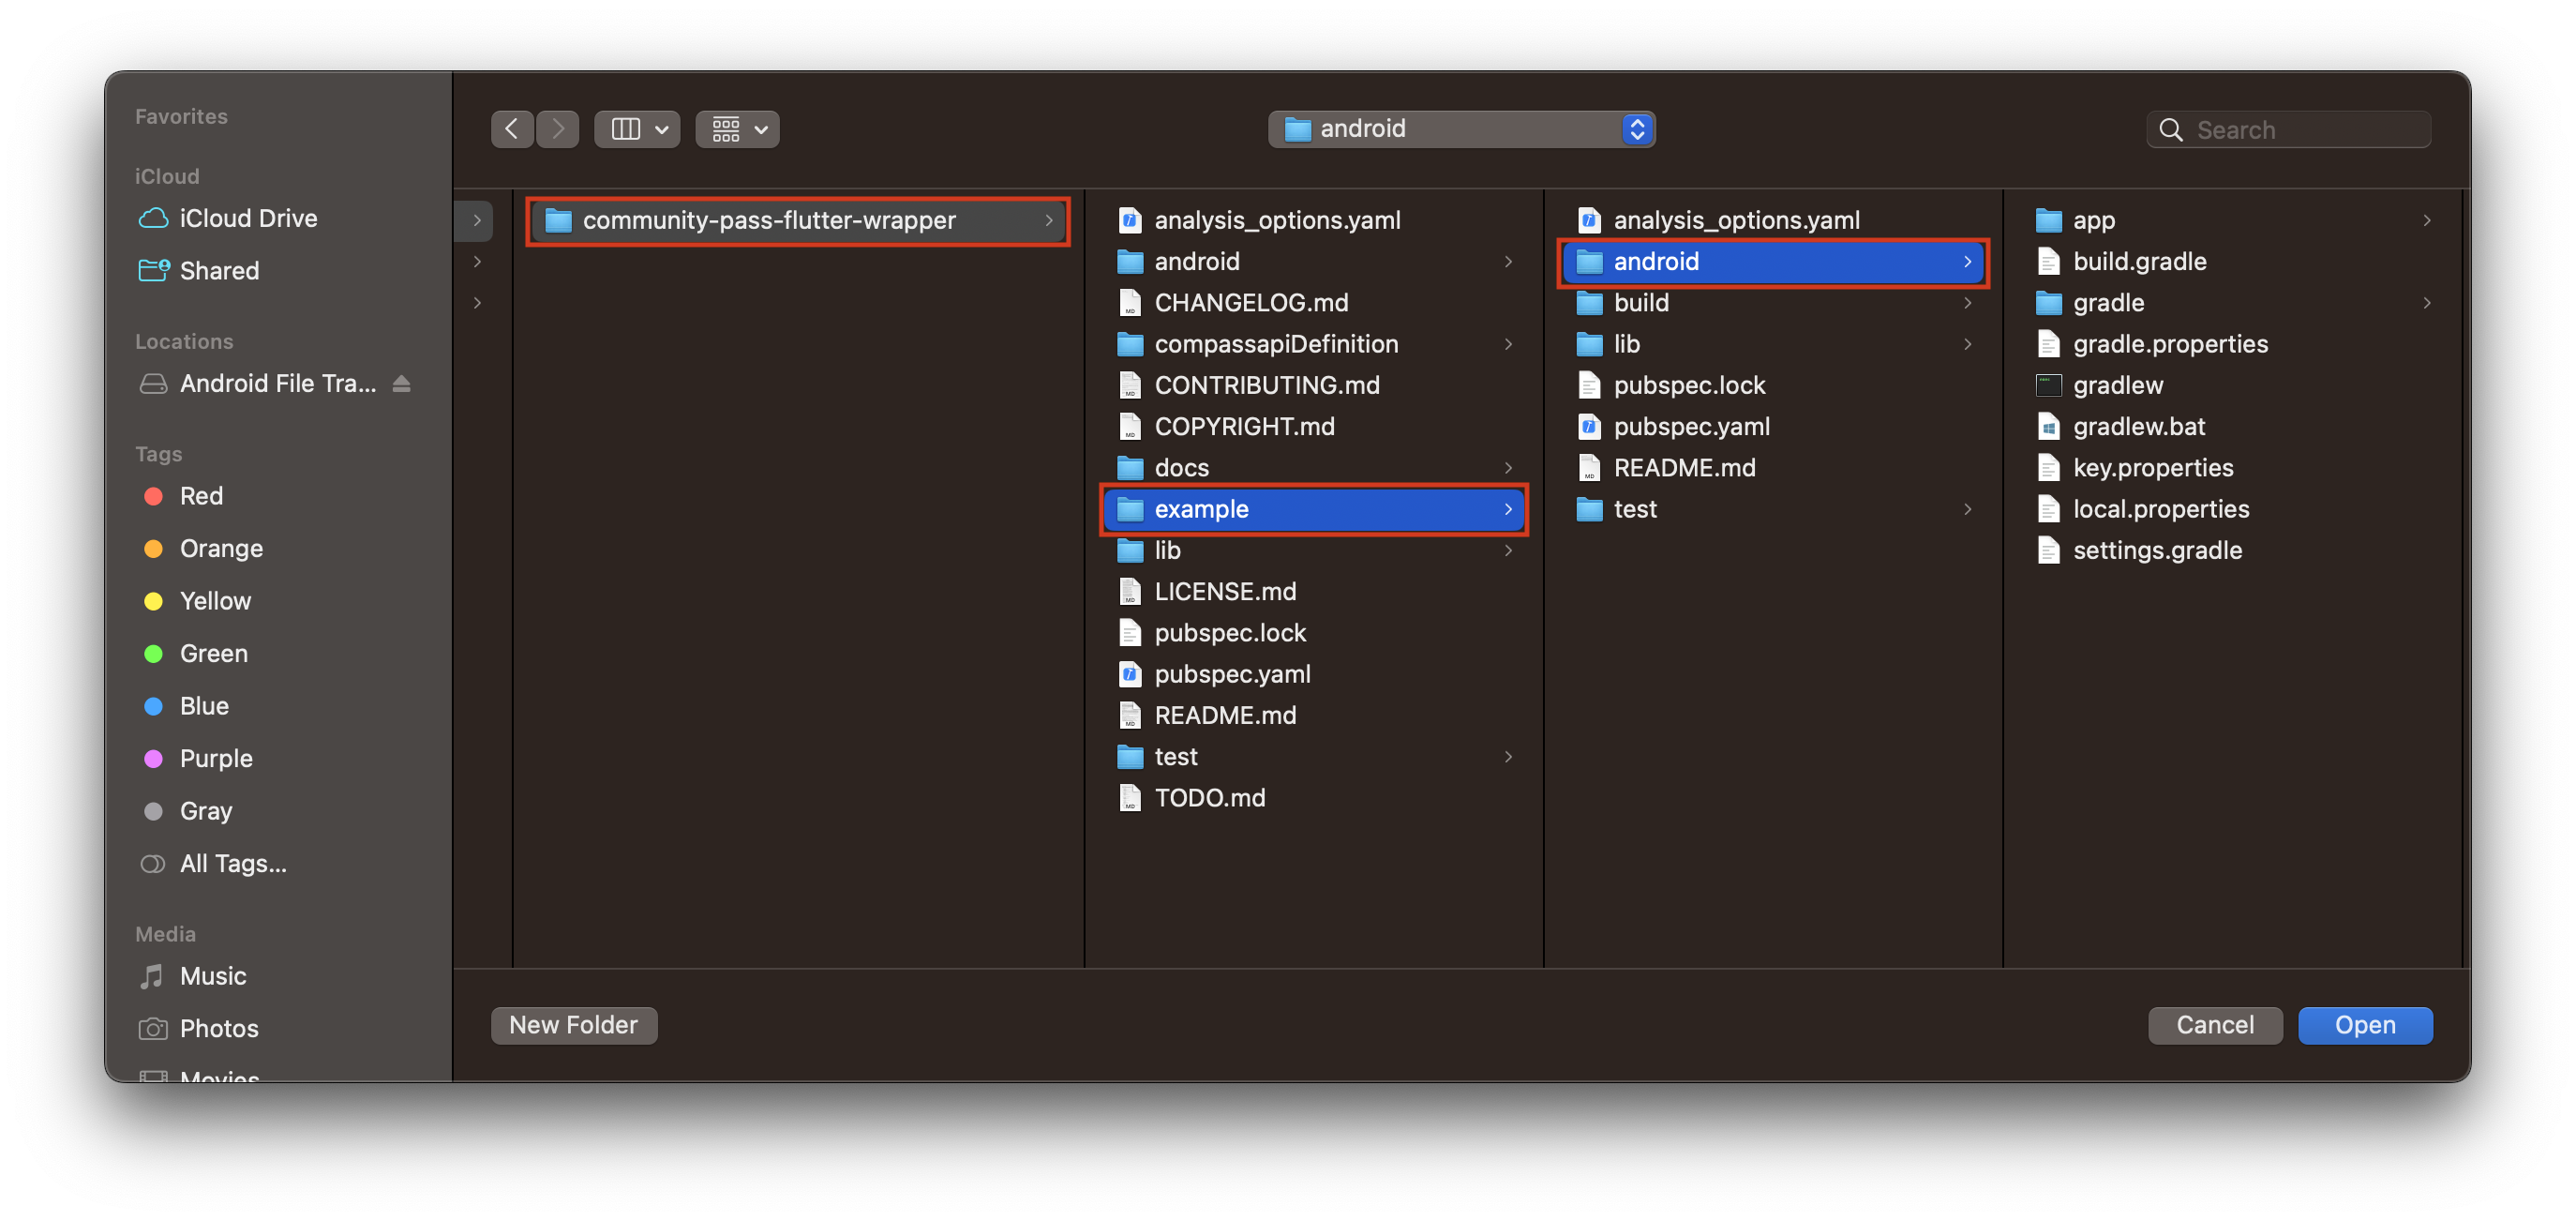 Favorites
iCloud
iCloud Drive
Shared
Locations
Android File Tra...
Tags
Red
Orange
Yellow
Green
Blue
Purple
Gray
All Tags...
Media
Music
Photos
Movies
android
Search
community-pass-flutter-wrapper
analysis_options.yaml
android
CHANGELOG.md
compassapiDefinition
CONTRIBUTING.md
COPYRIGHT.md
docs
example
lib
LICENSE.md
pubspec.lock
pubspec.yaml
README.md
test
TODO.md
analysis_options.yaml
android
build
lib
pubspec.lock
pubspec.yaml
README.md
test
app
build.gradle
gradle
gradle.properties
gradlew
gradlew.bat
key.properties
local.properties
settings.gradle
New Folder
Cancel
Open